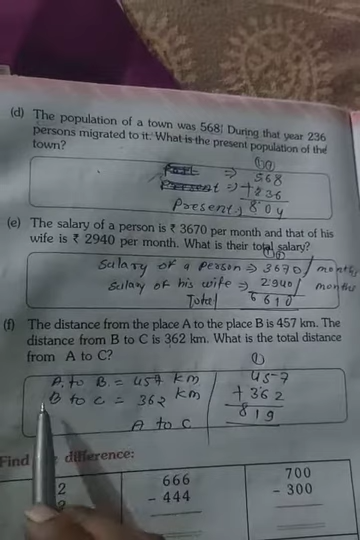 (d) The population of a town was 568. During that year 236
persons migrated to it. What is the present population of the
town?
⇒ 568
⇒ +236
Present, 804
(e) The salary of a person is ₹ 3670 per month and that of his
wife is ₹ 2940 per month. What is their total salary?
Salary of a person ⇒ 3670/months
Salary of his wife ⇒ 2940/months
Total 6610
(f) The distance from the place A to the place B is 457 km. The
distance from B to C is 362 km. What is the total distance
from A to C?
A to B = 457 km 457
B to C = 362 km +362
A to C 819
Find difference:
2 666 700
- 444 - 300